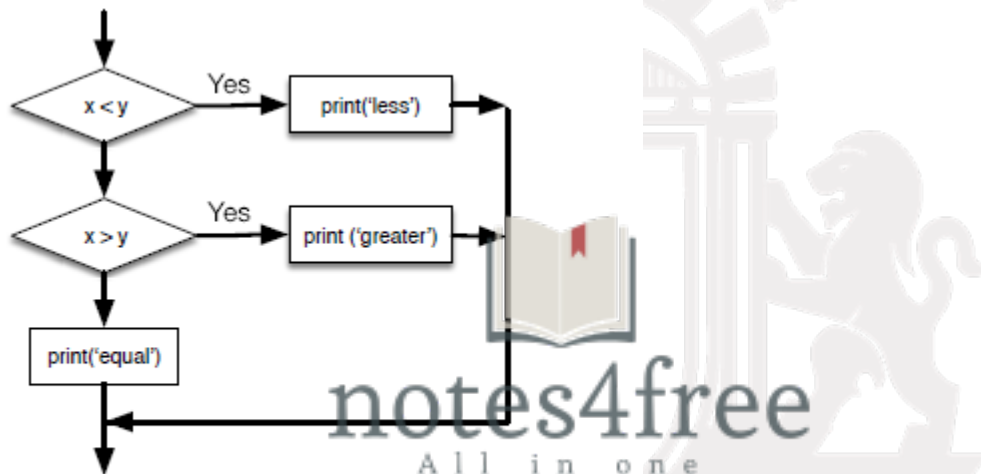 Yes
x < y
print(‘less’)
Yes
x > y
print (‘greater’)
print(‘equal’)
notes4free
All in one